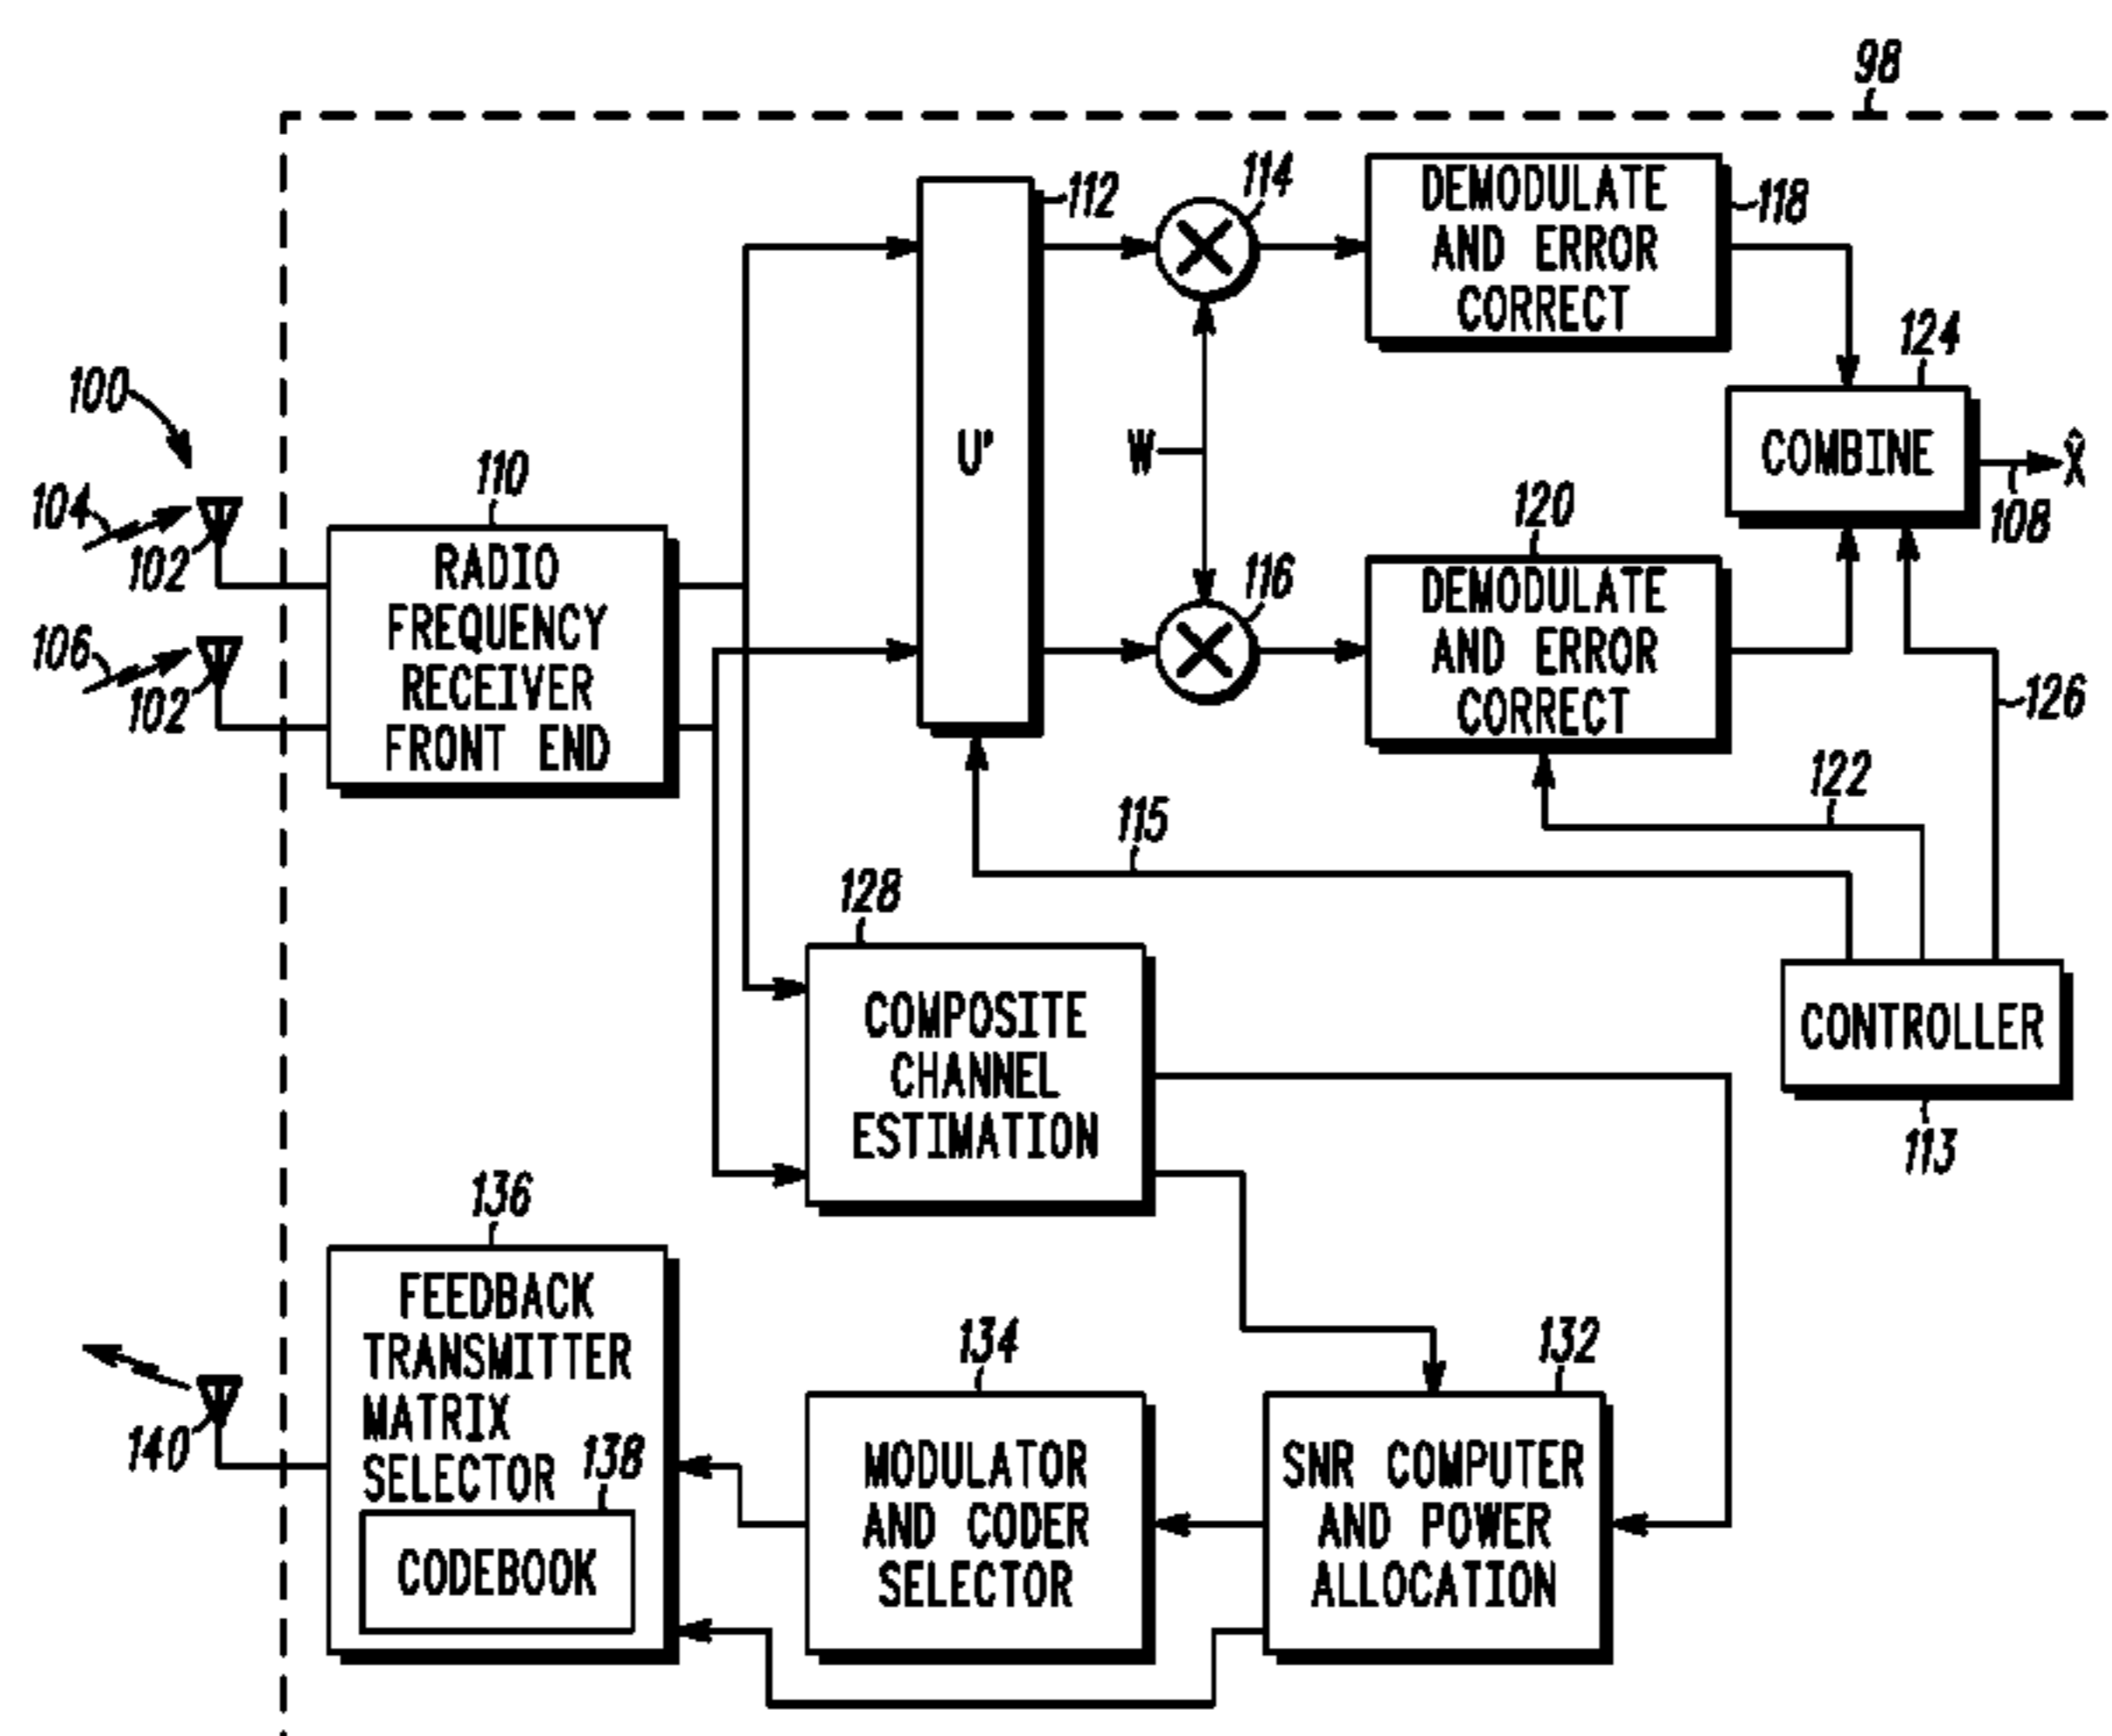 98
112
114
DEMODULATE
AND ERROR
CORRECT
118
100
104
102
106
102
110
RADIO
FREQUENCY
RECEIVER
FRONT END
U'
W
116
120
DEMODULATE
AND ERROR
CORRECT
124
COMBINE
X̂
108
126
122
115
128
COMPOSITE
CHANNEL
ESTIMATION
CONTROLLER
113
136
FEEDBACK
TRANSMITTER
MATRIX
SELECTOR
138
CODEBOOK
140
134
MODULATOR
AND CODER
SELECTOR
132
SNR COMPUTER
AND POWER
ALLOCATION